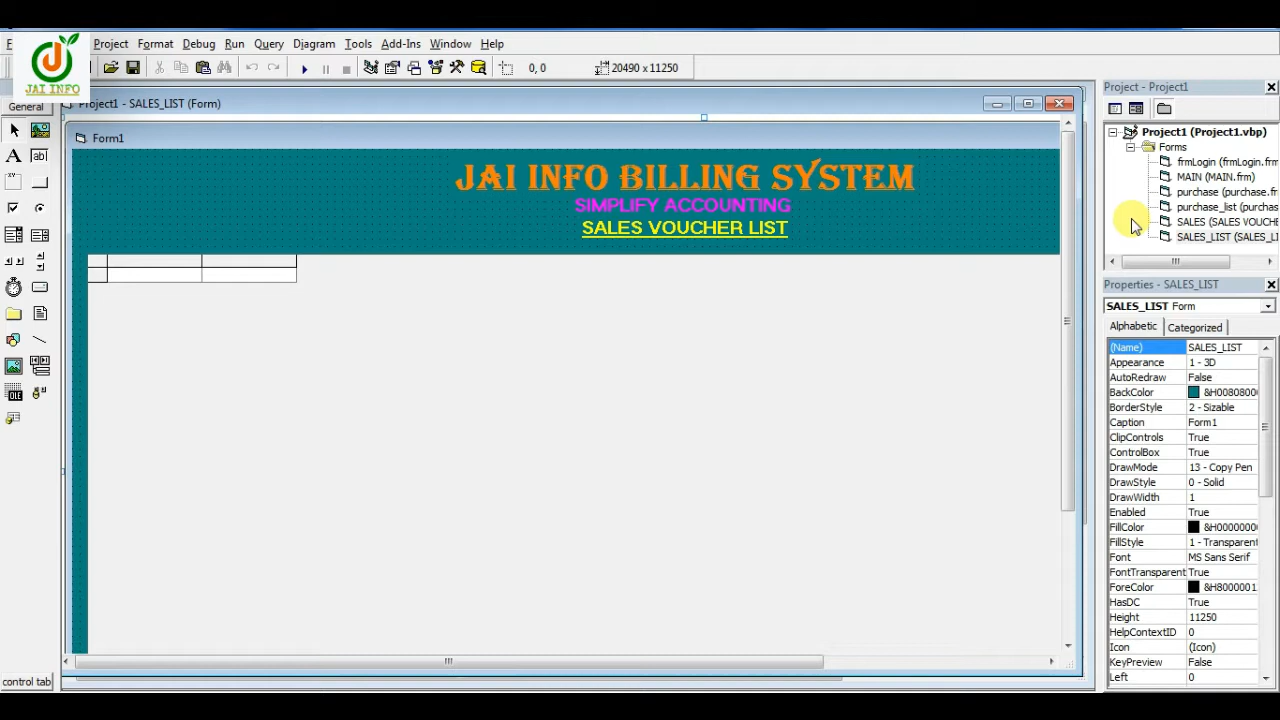 JAI INFO
F
Project Format Debug Run Query Diagram Tools Add-Ins Window Help
0, 0
20490 x 11250
General
A
ab|
xy
OLE
control tab
Project1 - SALES_LIST (Form)
Form1
JAI INFO BILLING SYSTEM
SIMPLIFY ACCOUNTING
SALES VOUCHER LIST
Project - Project1
Project1 (Project1.vbp)
Forms
frmLogin (frmLogin.frm
MAIN (MAIN.frm)
purchase (purchase.frm
purchase_list (purchas
SALES (SALES VOUCHE
SALES_LIST (SALES_LI
Properties - SALES_LIST
SALES_LIST Form
Alphabetic Categorized
(Name) SALES_LIST
Appearance 1 - 3D
AutoRedraw False
BackColor &H0080800
BorderStyle 2 - Sizable
Caption Form1
ClipControls True
ControlBox True
DrawMode 13 - Copy Pen
DrawStyle 0 - Solid
DrawWidth 1
Enabled True
FillColor &H0000000
FillStyle 1 - Transparent
Font MS Sans Serif
FontTransparent True
ForeColor &H8000001
HasDC True
Height 11250
HelpContextID 0
Icon (Icon)
KeyPreview False
Left 0